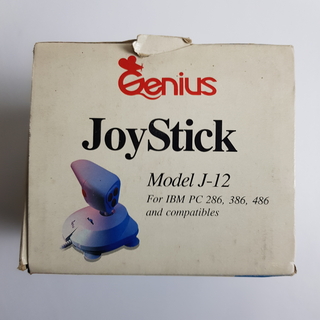 Genius
JoyStick
Model J-12
For IBM PC 286, 386, 486
and compatibles